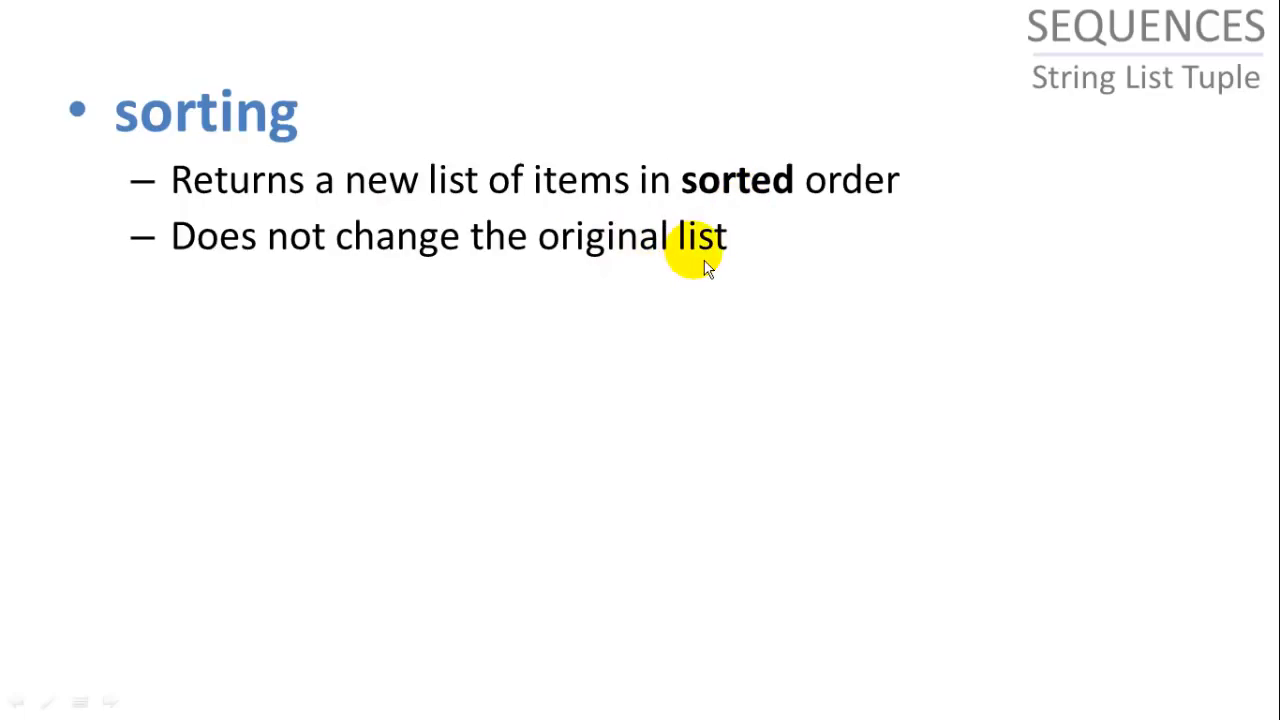 SEQUENCES
String List Tuple
• sorting
– Returns a new list of items in sorted order
– Does not change the original list